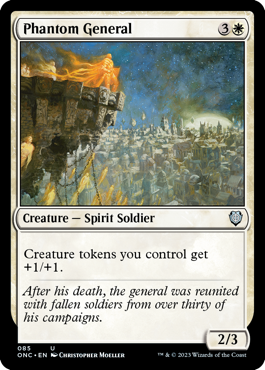 Phantom General 3
Creature — Spirit Soldier
Creature tokens you control get
+1/+1.
After his death, the general was reunited
with fallen soldiers from over thirty of
his campaigns.
2/3
085 U
ONC • EN Christopher Moeller
™ & © 2023 Wizards of the Coast